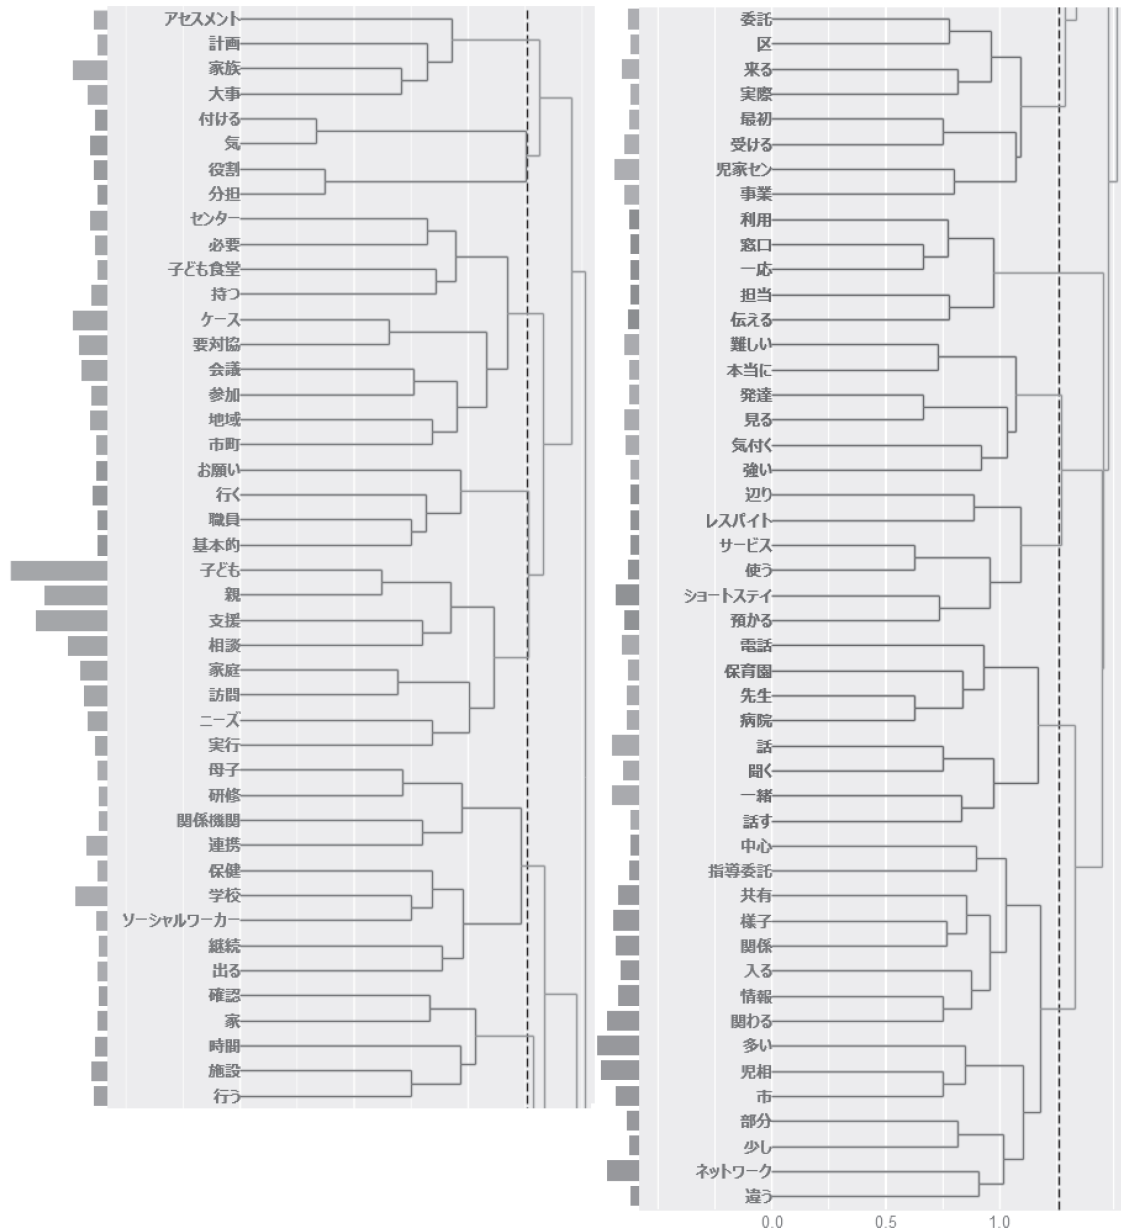 アセスメント
計画
家族
大事
付ける
気
役割
分担
センター
必要
子ども食堂
持つ
ケース
要対協
会議
参加
地域
市町
お願い
行く
職員
基本的
子ども
親
支援
相談
家庭
訪問
ニーズ
実行
母子
研修
関係機関
連携
保健
学校
ソーシャルワーカー
継続
出る
確認
家
時間
施設
行う
委託
区
来る
実際
最初
受ける
児家セン
事業
利用
窓口
一応
担当
伝える
難しい
本当に
発達
見る
気付く
強い
辺り
レスパイト
サービス
使う
ショートステイ
預かる
電話
保育園
先生
病院
話
聞く
一緒
話す
中心
指導委託
共有
様子
関係
入る
情報
関わる
多い
児相
市
部分
少し
ネットワーク
違う
0.0 0.5 1.0